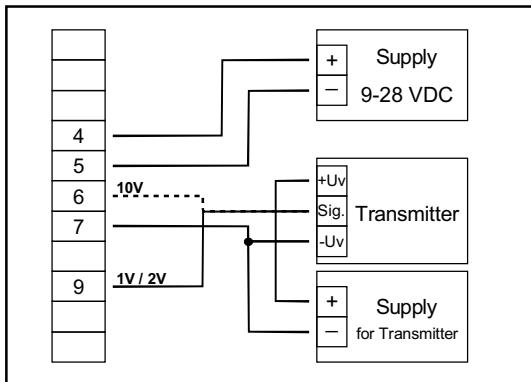 4
5
6
7
9
10V
1V / 2V
+
–
Supply
9-28 VDC
+Uv
Sig.
-Uv
Transmitter
+
–
Supply
for Transmitter